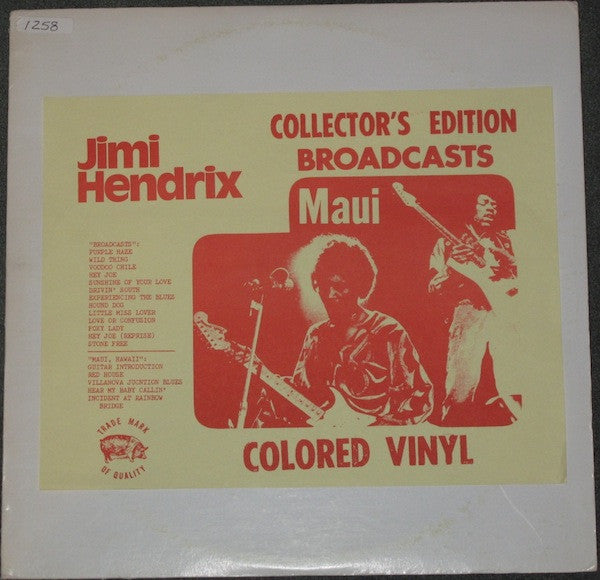 1258
Jimi
Hendrix
COLLECTOR'S EDITION
BROADCASTS
Maui
"BROADCASTS":
PURPLE HAZE
WILD THING
VOODOO CHILE
HEY JOE
SUNSHINE OF YOUR LOVE
DRIVIN' SOUTH
EXPERIENCING THE BLUES
HOUND DOG
LITTLE MISS LOVER
LOVE OR CONFUSION
FOXY LADY
HEY JOE (REPRISE)
STONE FREE
"MAUI, HAWAII":
GUITAR INTRODUCTION
RED HOUSE
VILLANOVA JUCNTION BLUES
HEAR MY BABY CALLIN'
INCIDENT AT RAINBOW
BRIDGE
TRADE MARK
OF QUALITY
COLORED VINYL